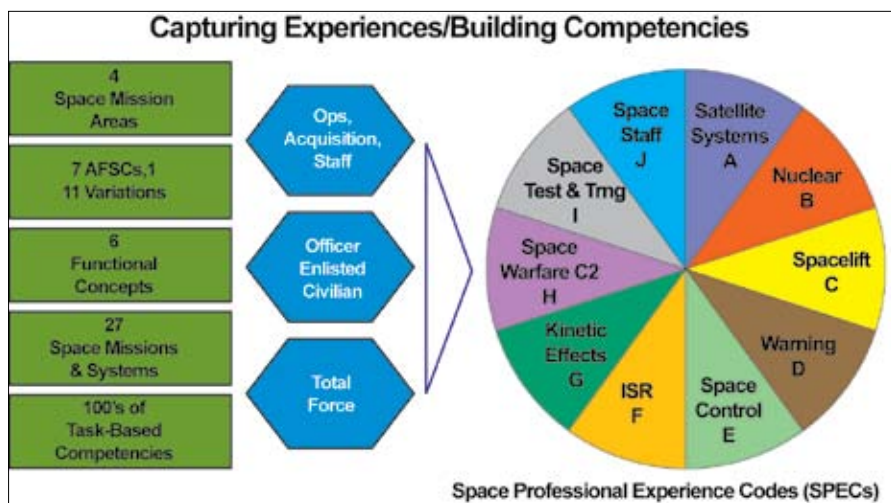 Capturing Experiences/Building Competencies
4
Space Mission
Areas
7 AFSCs,1
11 Variations
6
Functional
Concepts
27
Space Missions
& Systems
100's of
Task-Based
Competencies
Ops,
Acquisition,
Staff
Officer
Enlisted
Civilian
Total
Force
Satellite
Systems
A
Nuclear
B
Spacelift
C
Warning
D
Space
Control
E
ISR
F
Kinetic
Effects
G
Space
Warfare C2
H
Space
Test & Trng
I
Space
Staff
J
Space Professional Experience Codes (SPECs)